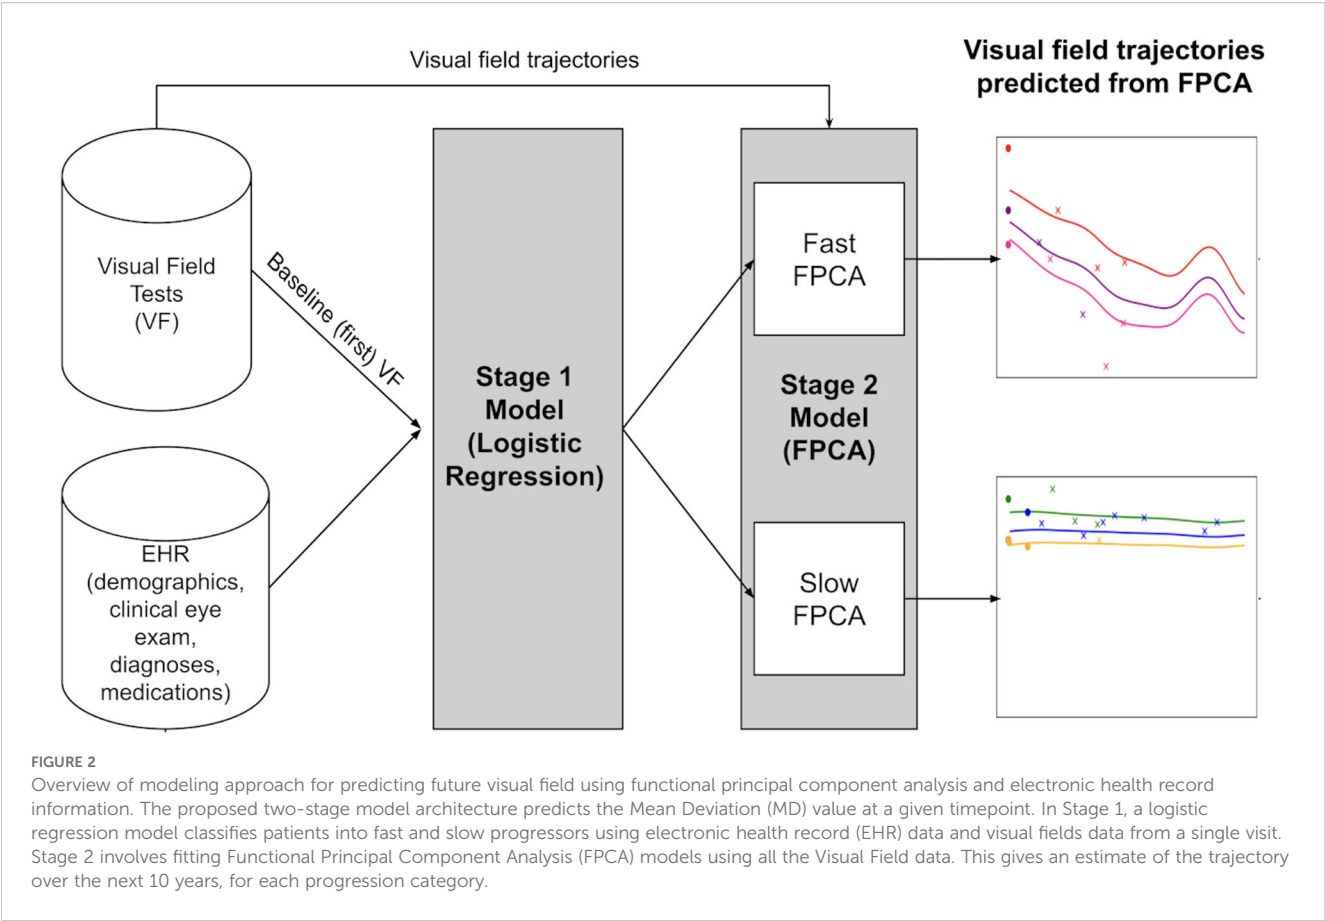 Visual field trajectories
Visual field trajectories
predicted from FPCA
Visual Field
Tests
(VF)
Baseline (first) VF
EHR
(demographics,
clinical eye
exam,
diagnoses,
medications)
Stage 1
Model
(Logistic
Regression)
Fast
FPCA
Stage 2
Model
(FPCA)
Slow
FPCA
FIGURE 2
Overview of modeling approach for predicting future visual field using functional principal component analysis and electronic health record
information. The proposed two-stage model architecture predicts the Mean Deviation (MD) value at a given timepoint. In Stage 1, a logistic
regression model classifies patients into fast and slow progressors using electronic health record (EHR) data and visual fields data from a single visit.
Stage 2 involves fitting Functional Principal Component Analysis (FPCA) models using all the Visual Field data. This gives an estimate of the trajectory
over the next 10 years, for each progression category.